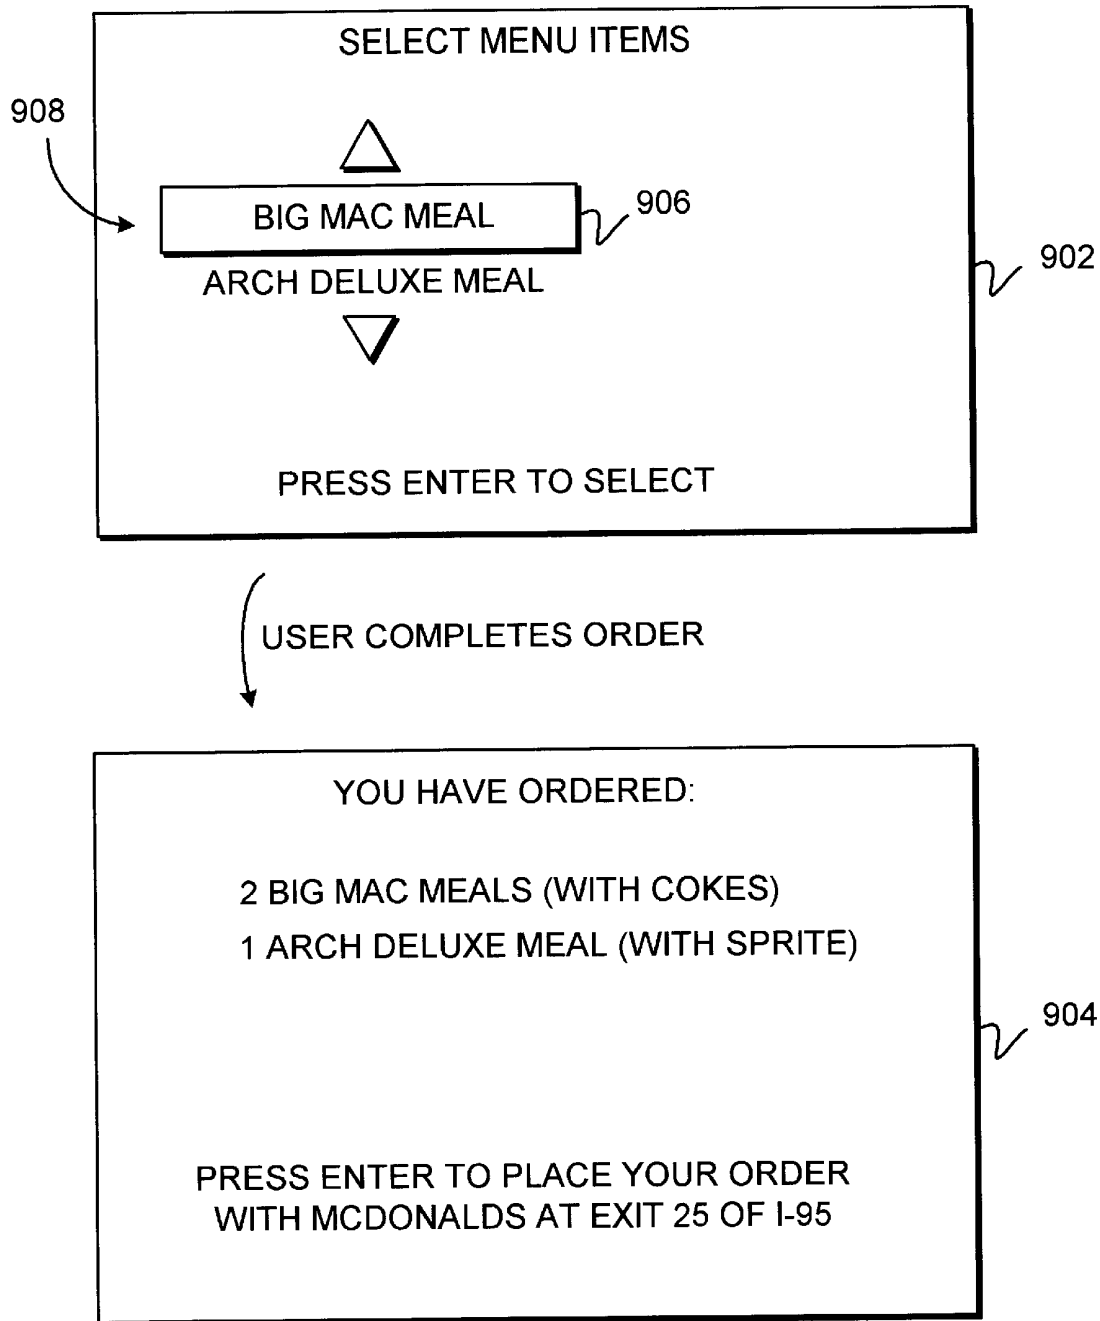 SELECT MENU ITEMS
908
BIG MAC MEAL
906
902
ARCH DELUXE MEAL
PRESS ENTER TO SELECT
USER COMPLETES ORDER
YOU HAVE ORDERED:
2 BIG MAC MEALS (WITH COKES)
1 ARCH DELUXE MEAL (WITH SPRITE)
904
PRESS ENTER TO PLACE YOUR ORDER
WITH MCDONALDS AT EXIT 25 OF I-95